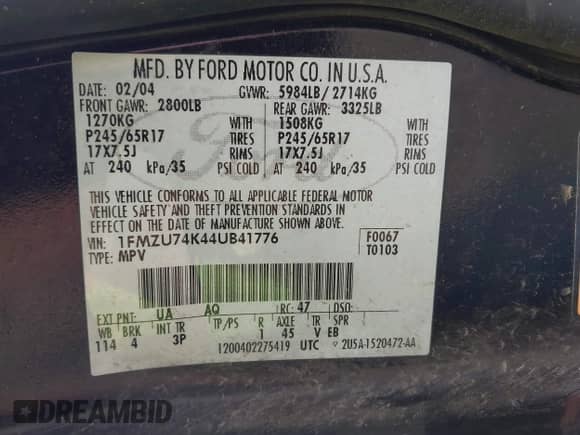 MFD. BY FORD MOTOR CO. IN U.S.A.
DATE: 02/04 GVWR: 5984LB/ 2714KG
FRONT GAWR: 2800LB REAR GAWR: 3325LB
1270KG WITH 1508KG WITH
P245/65R17 TIRES P245/65R17 TIRES
17X7.5J RIMS 17X7.5J RIMS
AT 240 kPa/35 PSI COLD AT 240 kPa/35 PSI COLD
THIS VEHICLE CONFORMS TO ALL APPLICABLE FEDERAL MOTOR
VEHICLE SAFETY AND THEFT PREVENTION STANDARDS IN
EFFECT ON THE DATE OF MANUFACTURE SHOWN ABOVE.
VIN: 1FMZU74K44UB41776 F0067
TYPE: MPV T0103
EXT PNT: UA AQ RC: 47 DSO:
WB BRK INT TR TP/PS R AXLE TR SPR
114 4 3P 1 45 V EB
1200402275419 UTC 2U5A-1520472-AA
Ford
AUTODREAMBID